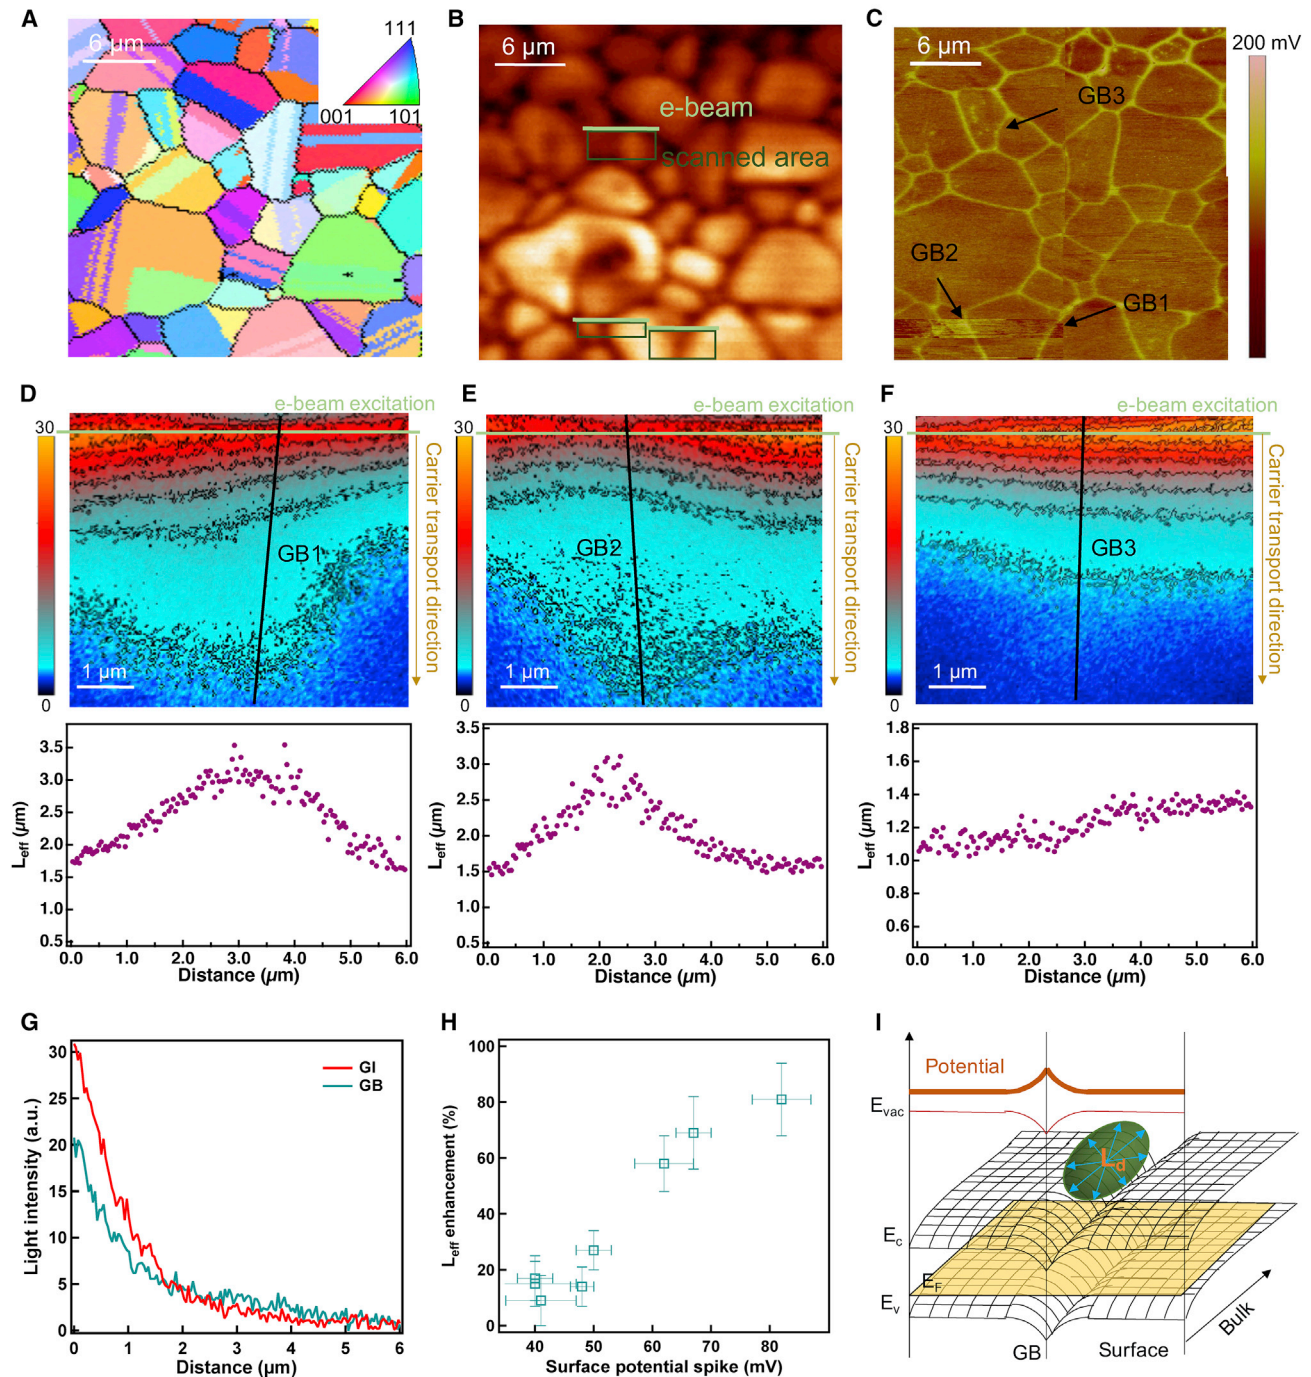 A
6 µm
111
001
101
B
6 µm
e-beam
scanned area
C
6 µm
200 mV
GB3
GB2
GB1
D
e-beam excitation
30
0
GB1
1 µm
Carrier transport direction
E
e-beam excitation
30
0
GB2
1 µm
Carrier transport direction
F
e-beam excitation
30
0
GB3
1 µm
Carrier transport direction
3.5
3.0
2.5
2.0
1.5
1.0
0.5
Leff (µm)
0.0 1.0 2.0 3.0 4.0 5.0 6.0
Distance (µm)
3.5
3.0
2.5
2.0
1.5
1.0
0.5
Leff (µm)
0.0 1.0 2.0 3.0 4.0 5.0 6.0
Distance (µm)
1.8
1.6
1.4
1.2
1.0
0.8
0.6
Leff (µm)
0.0 1.0 2.0 3.0 4.0 5.0 6.0
Distance (µm)
G
30
25
20
15
10
5
0
Light intensity (a.u.)
GI
GB
0 1 2 3 4 5 6
Distance (µm)
H
100
80
60
40
20
0
Leff enhancement (%)
40 50 60 70 80
Surface potential spike (mV)
I
Potential
Evac
Ld
Ec
EF
Ev
GB
Surface
Bulk